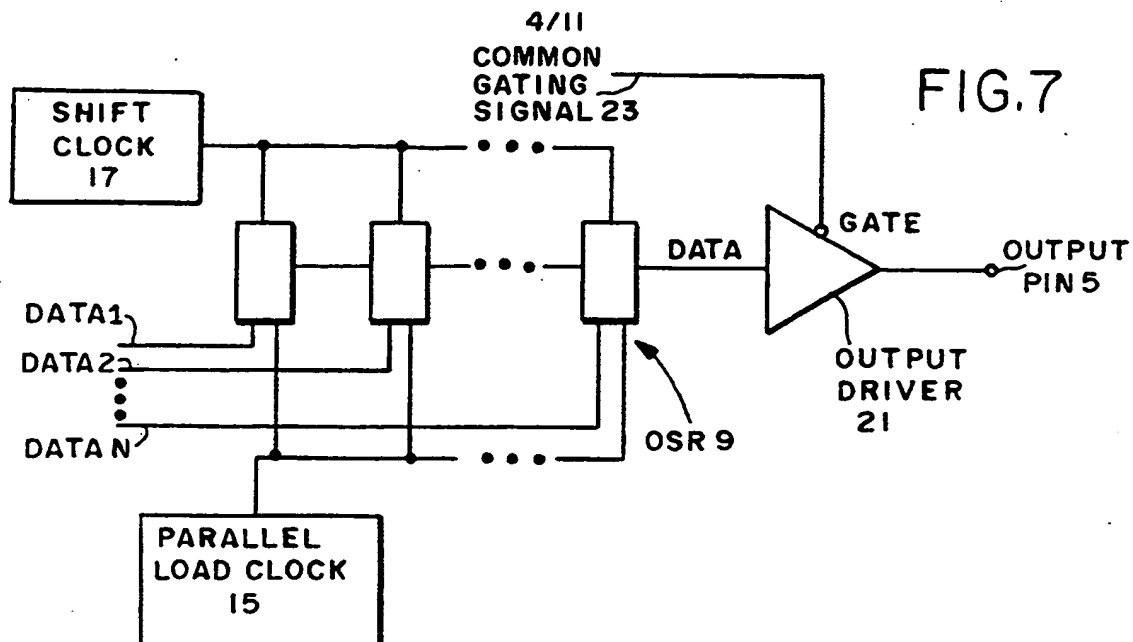 4/11
COMMON
GATING
SIGNAL 23
FIG.7
SHIFT
CLOCK
17
GATE
DATA
OUTPUT
PIN 5
DATA1
DATA2
DATA N
OUTPUT
DRIVER
21
OSR 9
PARALLEL
LOAD CLOCK
15